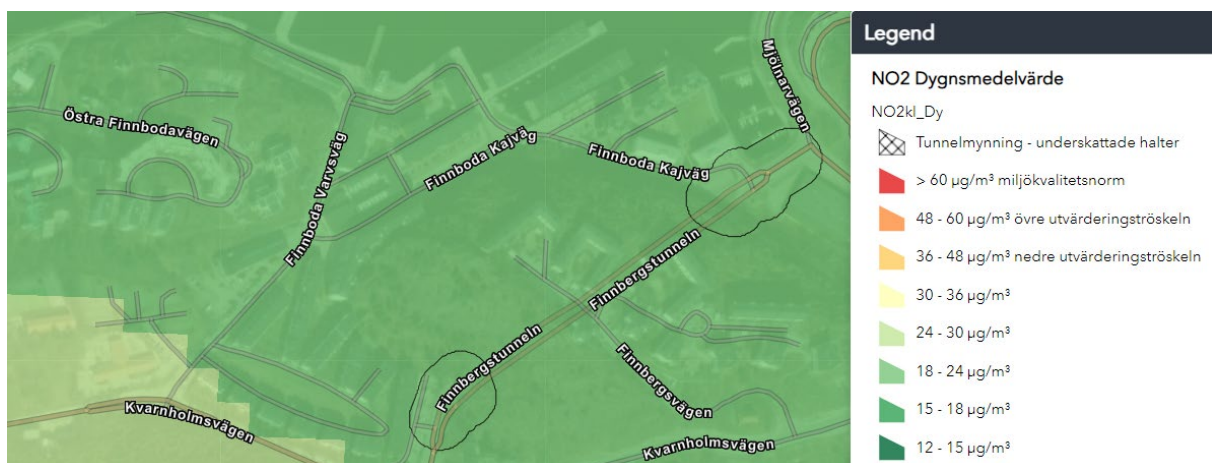 Östra Finnbodavägen
Finnboda Varvsväg
Finnboda Kajväg
Finnboda Kajväg
Mjölnarvägen
Finnbergstunneln
Finnbergstunneln
Finnbergsvägen
Kvarnholmsvägen
Kvarnholmsvägen
Legend
NO2 Dygnsmedelvärde
NO2kl_Dy
Tunnelmynning - underskattade halter
> 60 µg/m³ miljökvalitetsnorm
48 - 60 µg/m³ övre utvärderingströskeln
36 - 48 µg/m³ nedre utvärderingströskeln
30 - 36 µg/m³
24 - 30 µg/m³
18 - 24 µg/m³
15 - 18 µg/m³
12 - 15 µg/m³